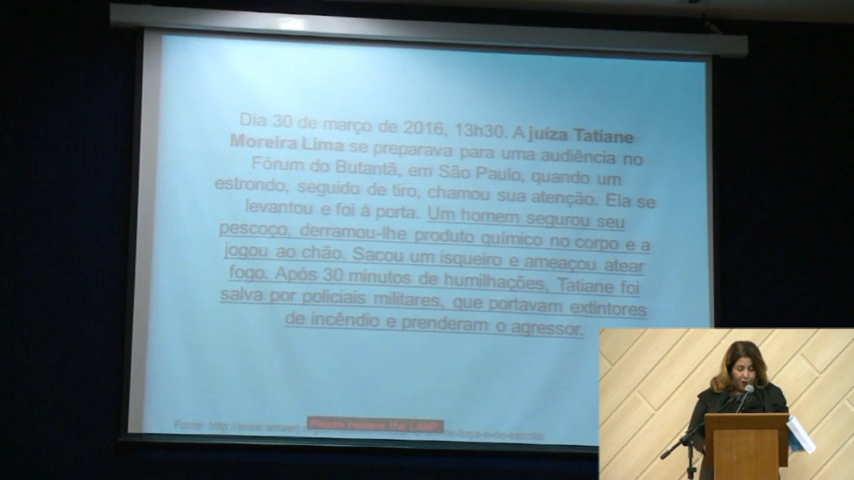 Dia 30 de março de 2016, 13h30. A juíza Tatiane
Moreira Lima se preparava para uma audiência no
Fórum do Butantã, em São Paulo, quando um
estrondo, seguido de tiro, chamou sua atenção. Ela se
levantou e foi à porta. Um homem segurou seu
pescoço, derramou-lhe produto químico no corpo e a
jogou ao chão. Sacou um isqueiro e ameaçou atear
fogo. Após 30 minutos de humilhações, Tatiane foi
salva por policiais militares, que portavam extintores
de incêndio e prenderam o agressor.
Please replace the LAMP.
Fonte: